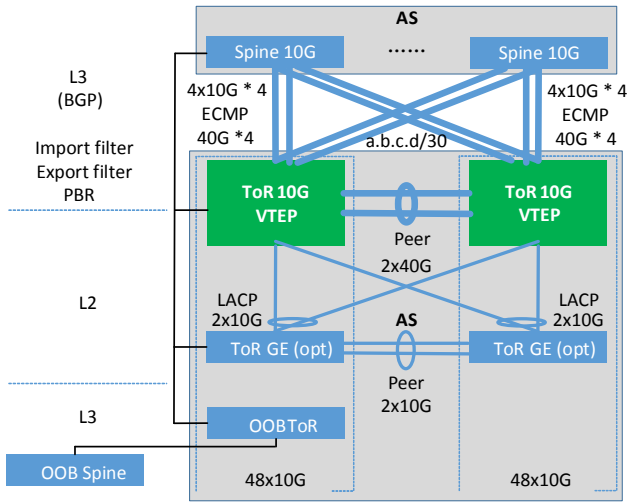 AS
Spine 10G
......
Spine 10G
L3
(BGP)
4x10G * 4
ECMP
40G *4
4x10G * 4
ECMP
40G * 4
a.b.c.d/30
Import filter
Export filter
PBR
ToR 10G
VTEP
ToR 10G
VTEP
Peer
2x40G
L2
LACP
2x10G
LACP
2x10G
AS
ToR GE (opt)
ToR GE (opt)
Peer
2x10G
L3
OOBToR
OOB Spine
48x10G
48x10G